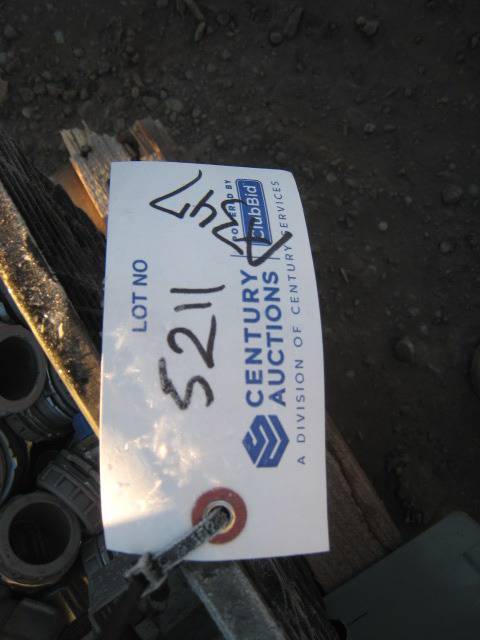 LOT NO
5211
CENTURY AUCTIONS
POWERED BY ClubBid
A DIVISION OF CENTURY SERVICES